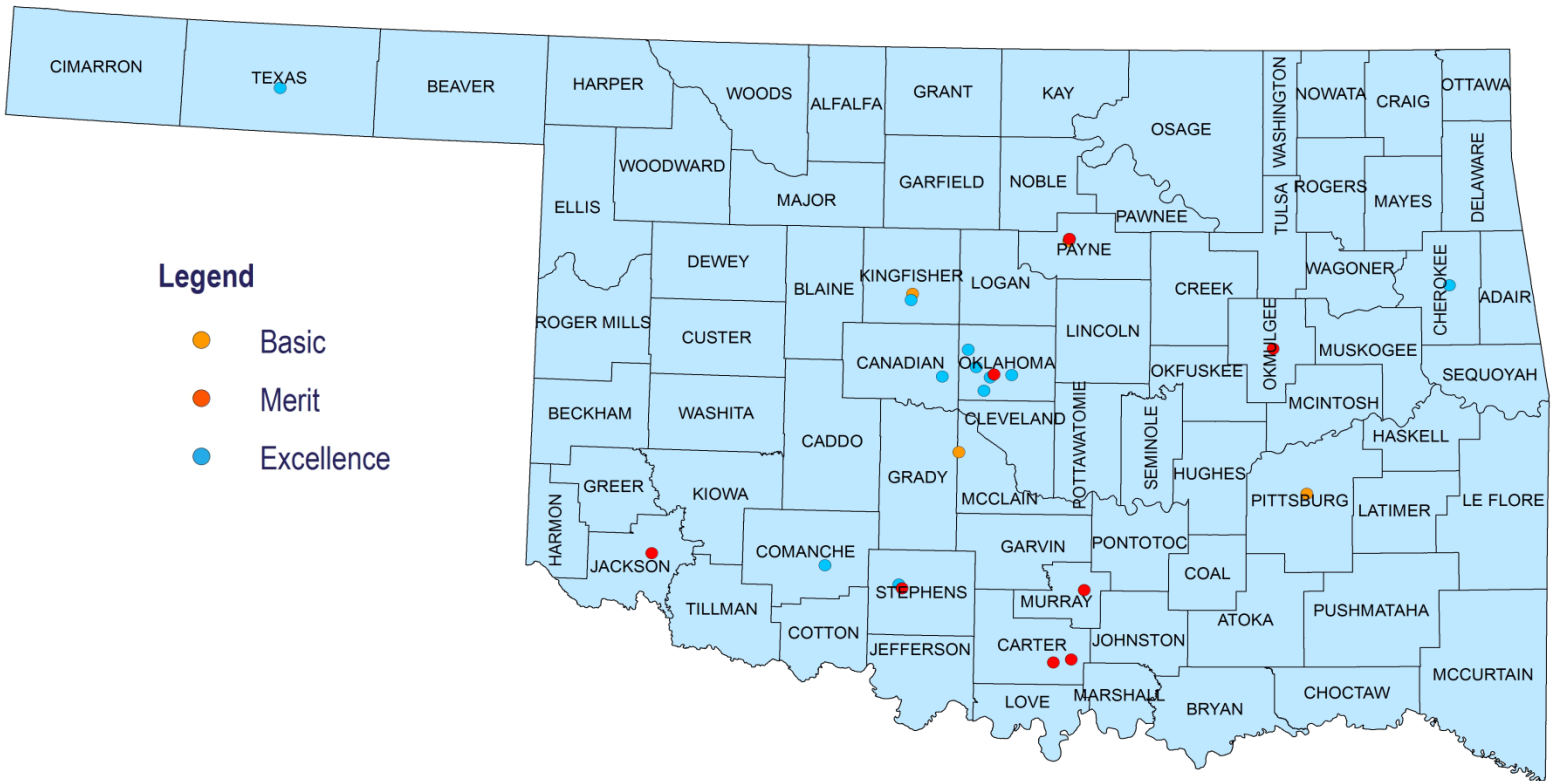 CIMARRON
TEXAS
BEAVER
HARPER
WOODS
ALFALFA
GRANT
KAY
OSAGE
WASHINGTON
NOWATA
CRAIG
OTTAWA
WOODWARD
ELLIS
MAJOR
GARFIELD
NOBLE
PAWNEE
TULSA
ROGERS
MAYES
DELAWARE
Legend
Basic
Merit
Excellence
DEWEY
BLAINE
KINGFISHER
LOGAN
PAYNE
CREEK
WAGONER
CHEROKEE
ADAIR
ROGER MILLS
CUSTER
CANADIAN
OKLAHOMA
LINCOLN
OKFUSKEE
OKMULGEE
MUSKOGEE
SEQUOYAH
BECKHAM
WASHITA
CADDO
GRADY
CLEVELAND
MCCLAIN
POTTAWATOMIE
SEMINOLE
HUGHES
MCINTOSH
HASKELL
PITTSBURG
LATIMER
LE FLORE
HARMON
GREER
KIOWA
JACKSON
COMANCHE
TILLMAN
COTTON
STEPHENS
JEFFERSON
GARVIN
MURRAY
CARTER
LOVE
PONTOTOC
JOHNSTON
MARSHALL
COAL
ATOKA
BRYAN
PUSHMATAHA
CHOCTAW
MCCURTAIN